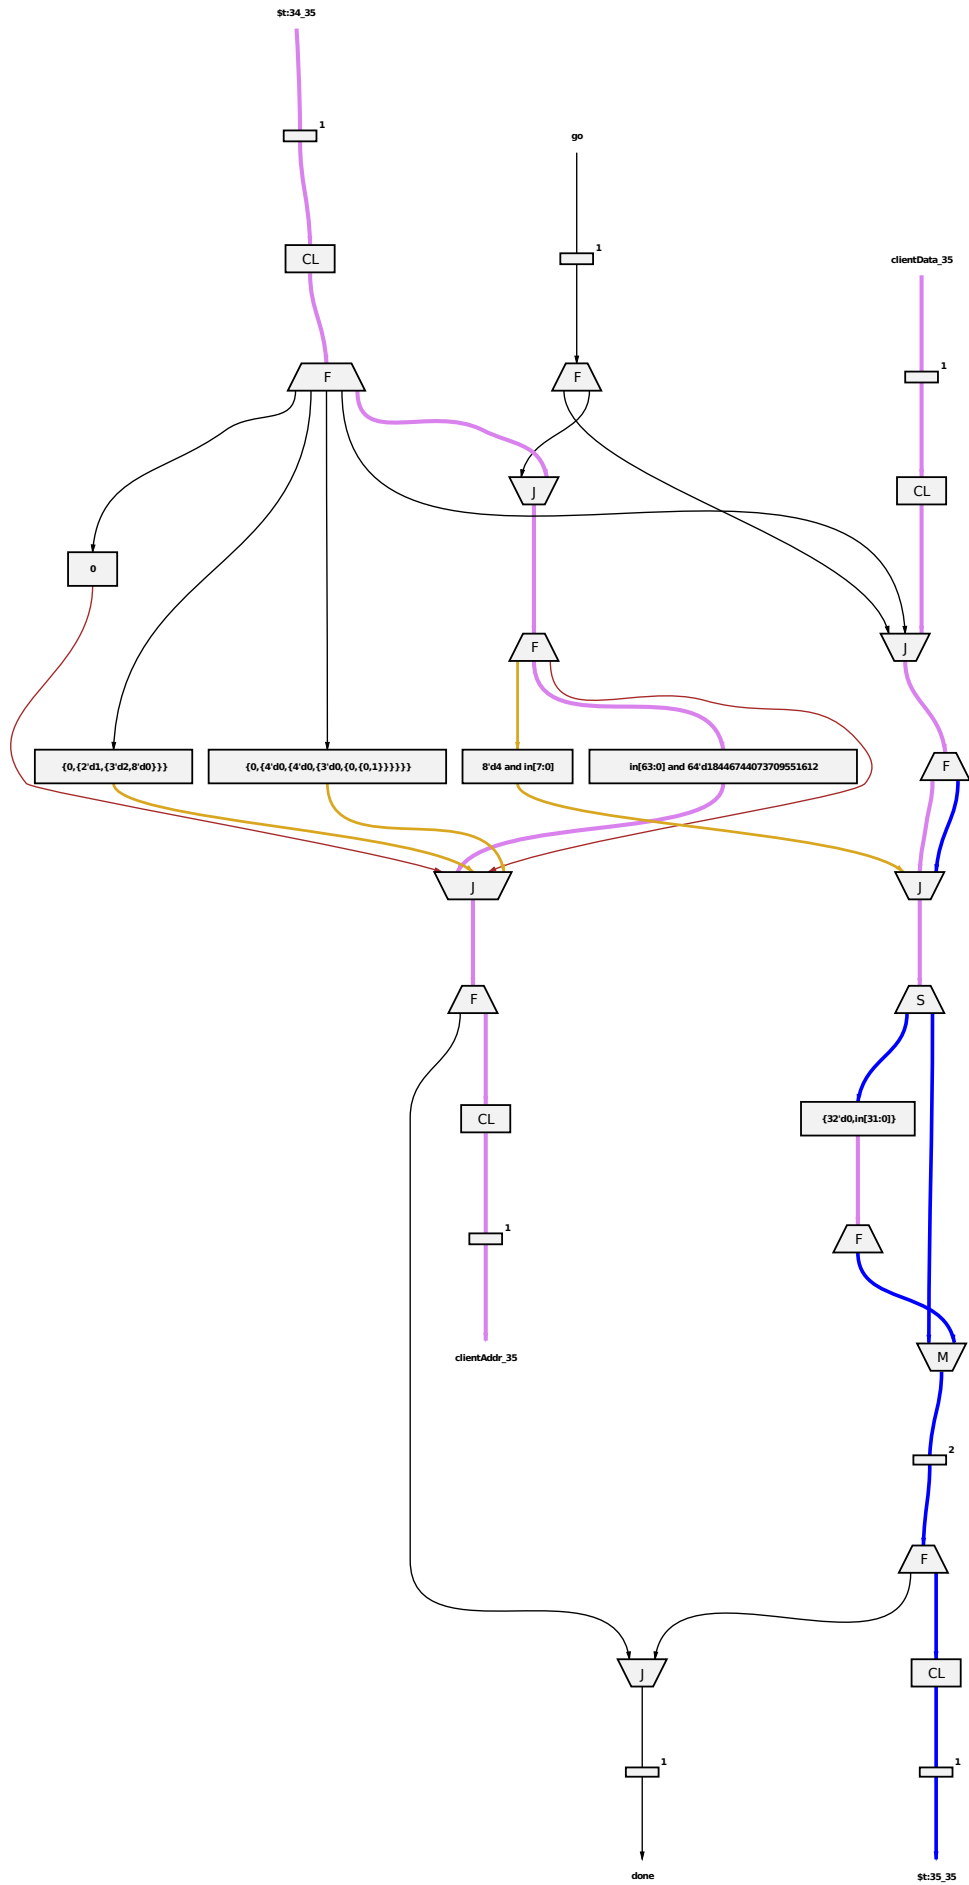 $t:34_35
1
go
1
CL
clientData_35
1
F
F
J
CL
0
F
J
{0,{2'd1,{3'd2,8'd0}}}
{0,{4'd0,{4'd0,{3'd0,{0,{0,1}}}}}}
8'd4 and in[7:0]
in[63:0] and 64'd18446744073709551612
F
J
J
F
S
CL
{32'd0,in[31:0]}
1
F
clientAddr_35
M
2
F
J
CL
1
1
done
$t:35_35